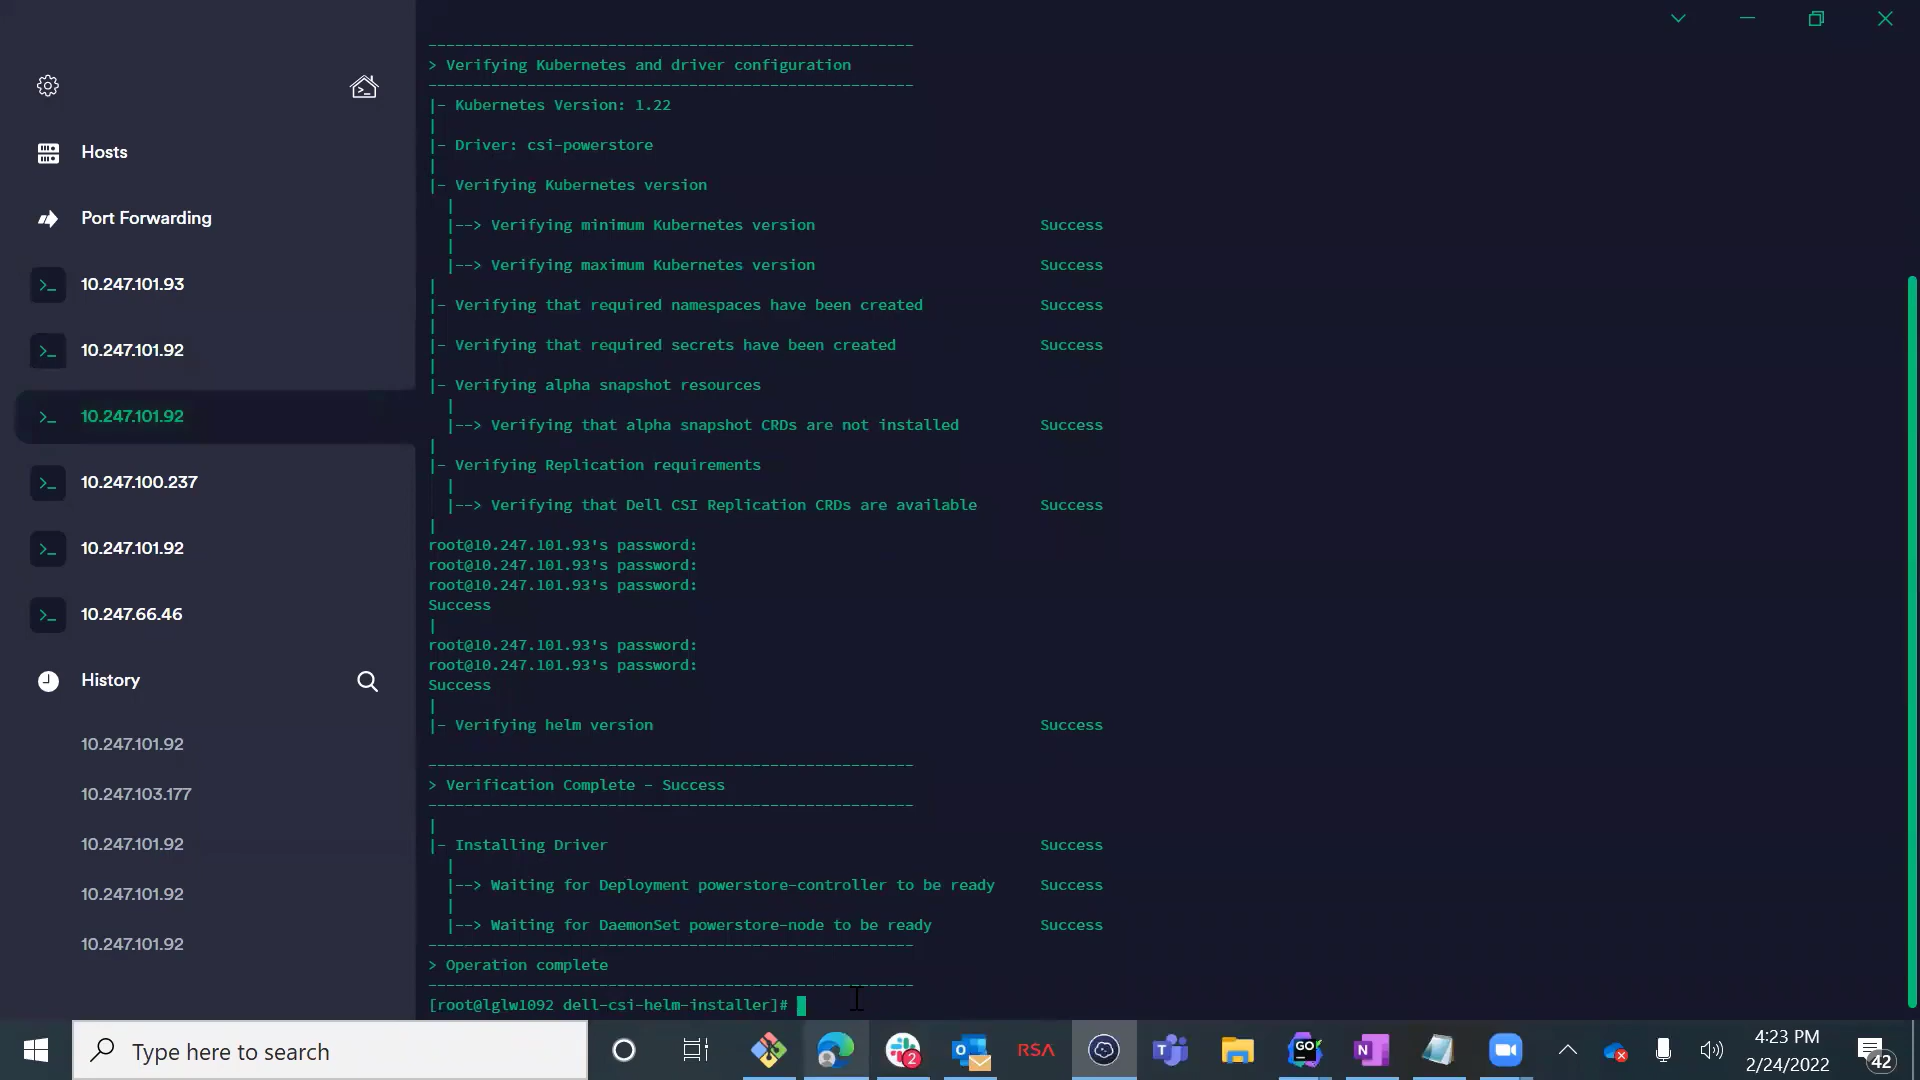 Hosts
Port Forwarding
10.247.101.93
10.247.101.92
10.247.101.92
10.247.100.237
10.247.101.92
10.247.66.46
History
10.247.101.92
10.247.103.177
10.247.101.92
10.247.101.92
10.247.101.92
------------------------------------------------------
> Verifying Kubernetes and driver configuration
------------------------------------------------------
|- Kubernetes Version: 1.22
|
|- Driver: csi-powerstore
|
|- Verifying Kubernetes version
|
|--> Verifying minimum Kubernetes version Success
|
|--> Verifying maximum Kubernetes version Success
|
|- Verifying that required namespaces have been created Success
|
|- Verifying that required secrets have been created Success
|
|- Verifying alpha snapshot resources
|
|--> Verifying that alpha snapshot CRDs are not installed Success
|
|- Verifying Replication requirements
|
|--> Verifying that Dell CSI Replication CRDs are available Success
|
root@10.247.101.93's password:
root@10.247.101.93's password:
root@10.247.101.93's password:
Success
|
root@10.247.101.93's password:
root@10.247.101.93's password:
Success
|
|- Verifying helm version Success
------------------------------------------------------
> Verification Complete - Success
------------------------------------------------------
|
|- Installing Driver Success
|
|--> Waiting for Deployment powerstore-controller to be ready Success
|
|--> Waiting for DaemonSet powerstore-node to be ready Success
------------------------------------------------------
> Operation complete
------------------------------------------------------
[root@lglw1092 dell-csi-helm-installer]#
Type here to search
2
RSA
GO
N
4:23 PM
2/24/2022
42